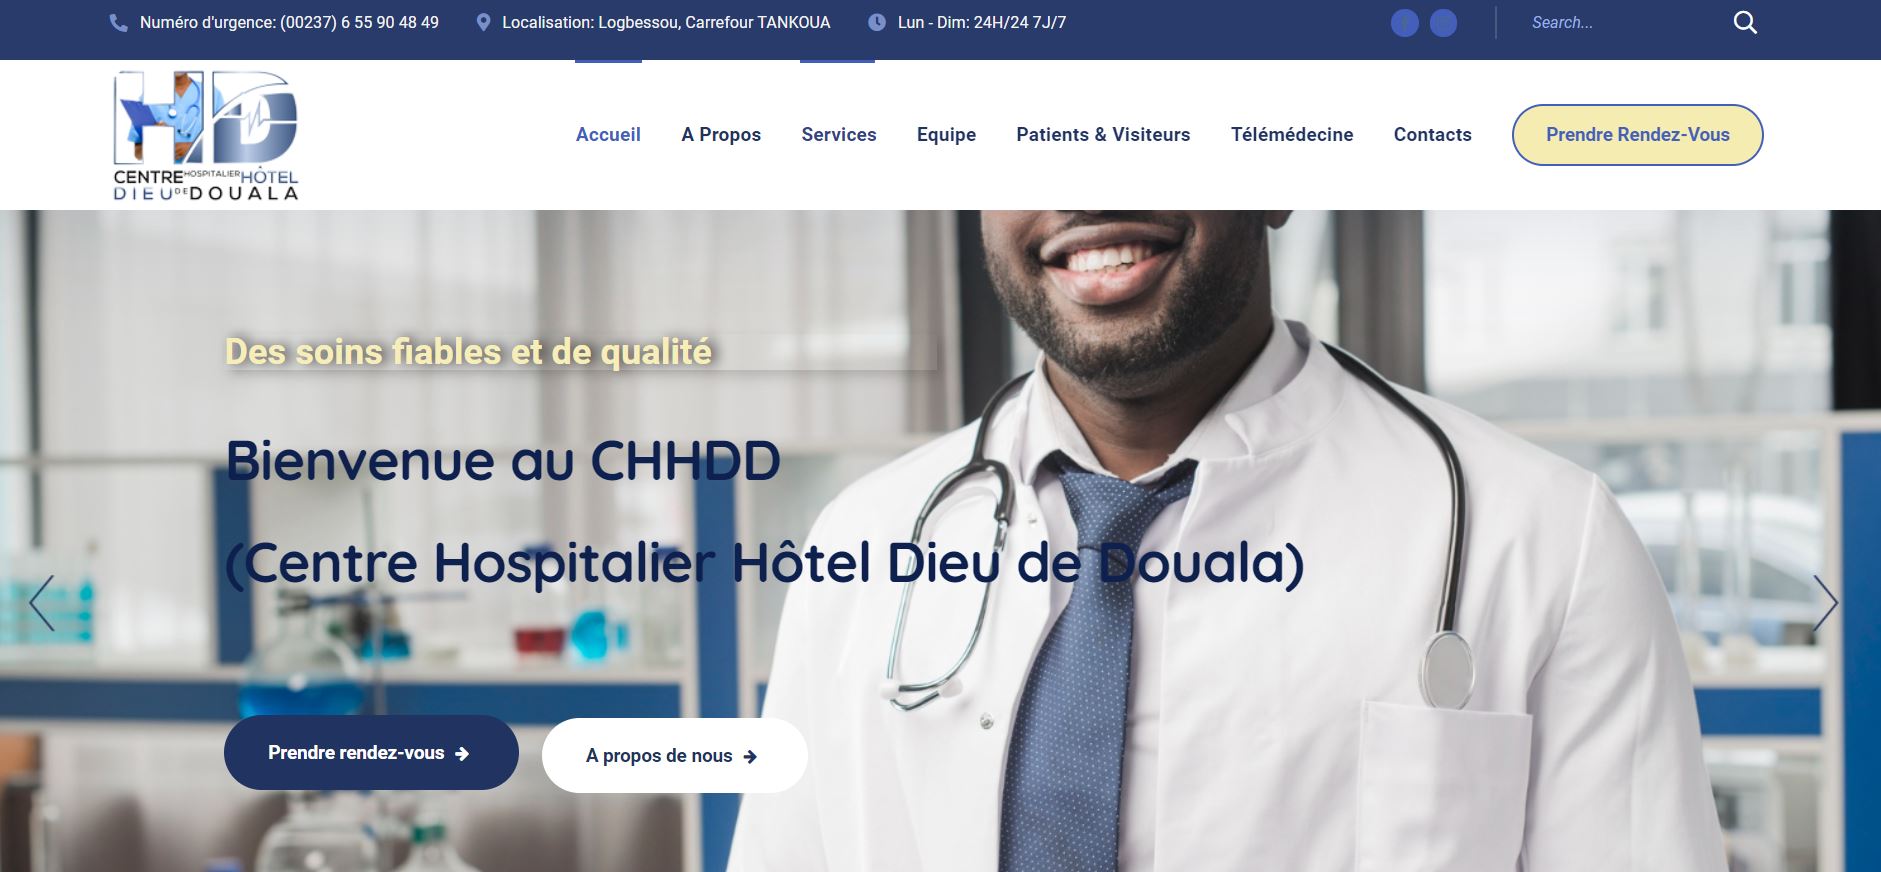 Numéro d'urgence: (00237) 6 55 90 48 49
Localisation: Logbessou, Carrefour TANKOUA
Lun - Dim: 24H/24 7J/7
Search...
HD
CENTRE HOSPITALIER HÔTEL
DIEU DE DOUALA
Accueil
A Propos
Services
Equipe
Patients & Visiteurs
Télémédecine
Contacts
Prendre Rendez-Vous
Des soins fiables et de qualité
Bienvenue au CHHDD
(Centre Hospitalier Hôtel Dieu de Douala)
Prendre rendez-vous
A propos de nous